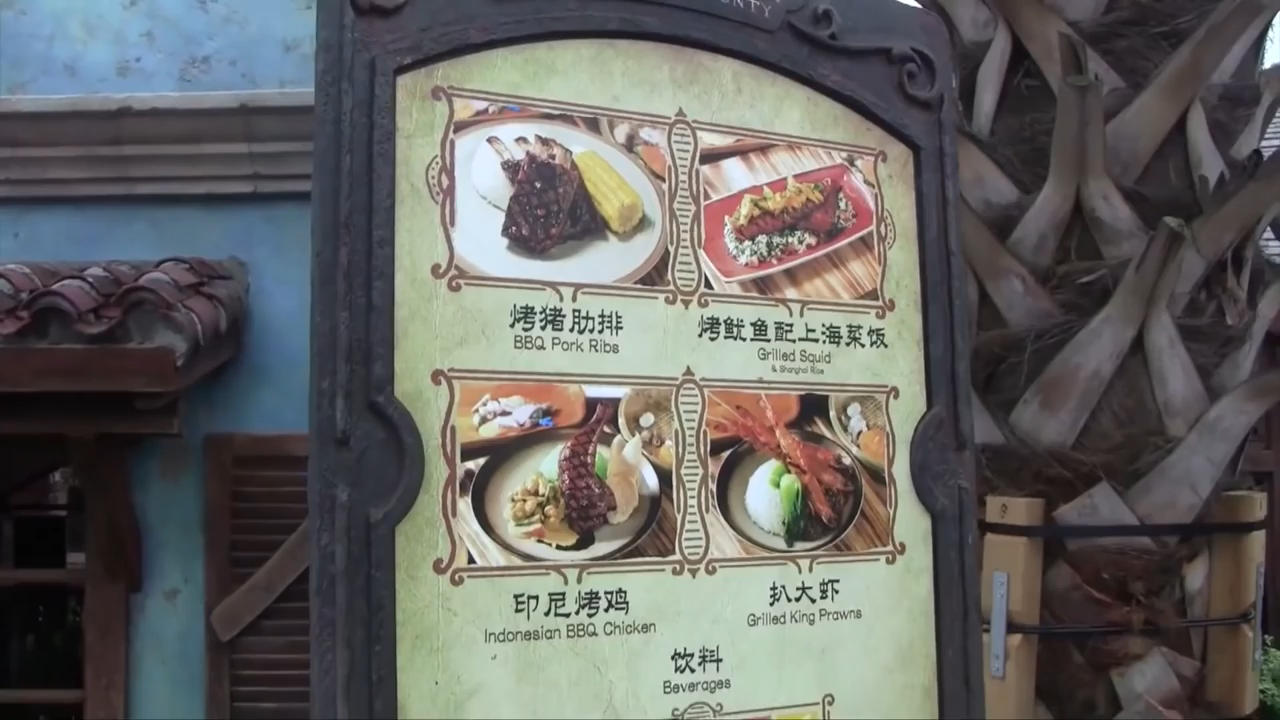 烤猪肋排
BBQ Pork Ribs
烤鱿鱼配上海菜饭
Grilled Squid
& Shanghai Rice
印尼烤鸡
Indonesian BBQ Chicken
扒大虾
Grilled King Prawns
饮料
Beverages